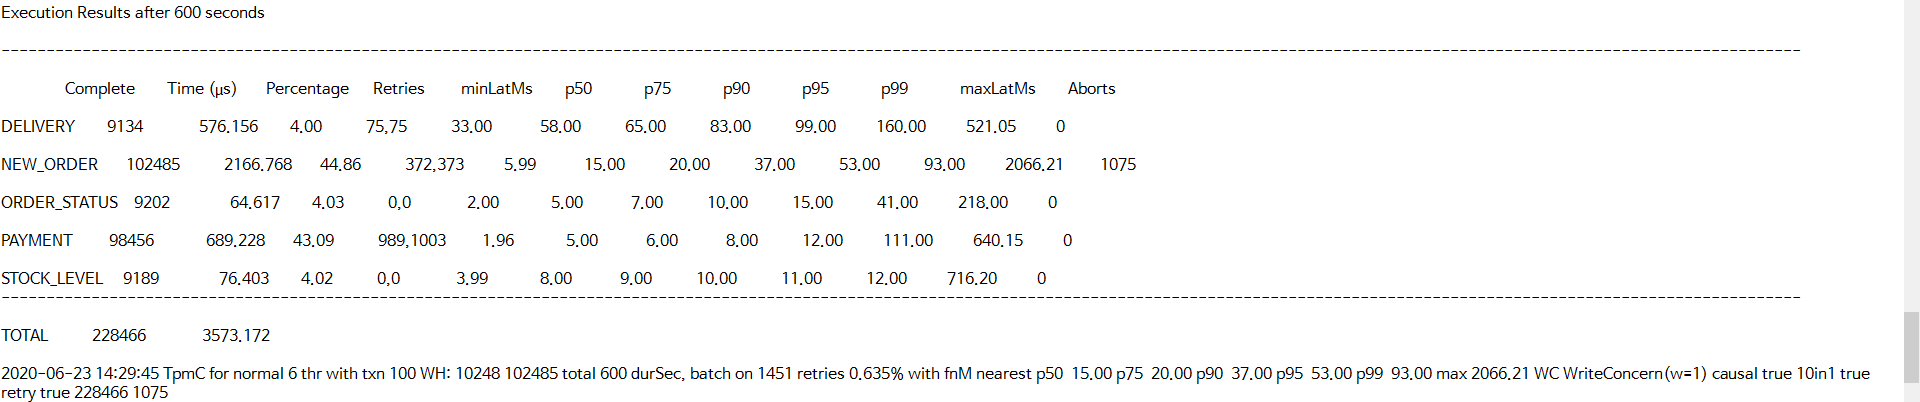 Execution Results after 600 seconds
----------------------------------------------------------------------------------------------------
Complete Time (µs) Percentage Retries minLatMs p50 p75 p90 p95 p99 maxLatMs Aborts
DELIVERY 9134 576.156 4.00 75,75 33.00 58.00 65.00 83.00 99.00 160.00 521.05 0
NEW_ORDER 102485 2166.768 44.86 372,373 5.99 15.00 20.00 37.00 53.00 93.00 2066.21 1075
ORDER_STATUS 9202 64.617 4.03 0,0 2.00 5.00 7.00 10.00 15.00 41.00 218.00 0
PAYMENT 98456 689.228 43.09 989,1003 1.96 5.00 6.00 8.00 12.00 111.00 640.15 0
STOCK_LEVEL 9189 76.403 4.02 0,0 3.99 8.00 9.00 10.00 11.00 12.00 716.20 0
----------------------------------------------------------------------------------------------------
TOTAL 228466 3573.172
2020-06-23 14:29:45 TpmC for normal 6 thr with txn 100 WH: 10248 102485 total 600 durSec, batch on 1451 retries 0.635% with fnM nearest p50 15.00 p75 20.00 p90 37.00 p95 53.00 p99 93.00 max 2066.21 WC WriteConcern(w=1) causal true 10in1 true
retry true 228466 1075